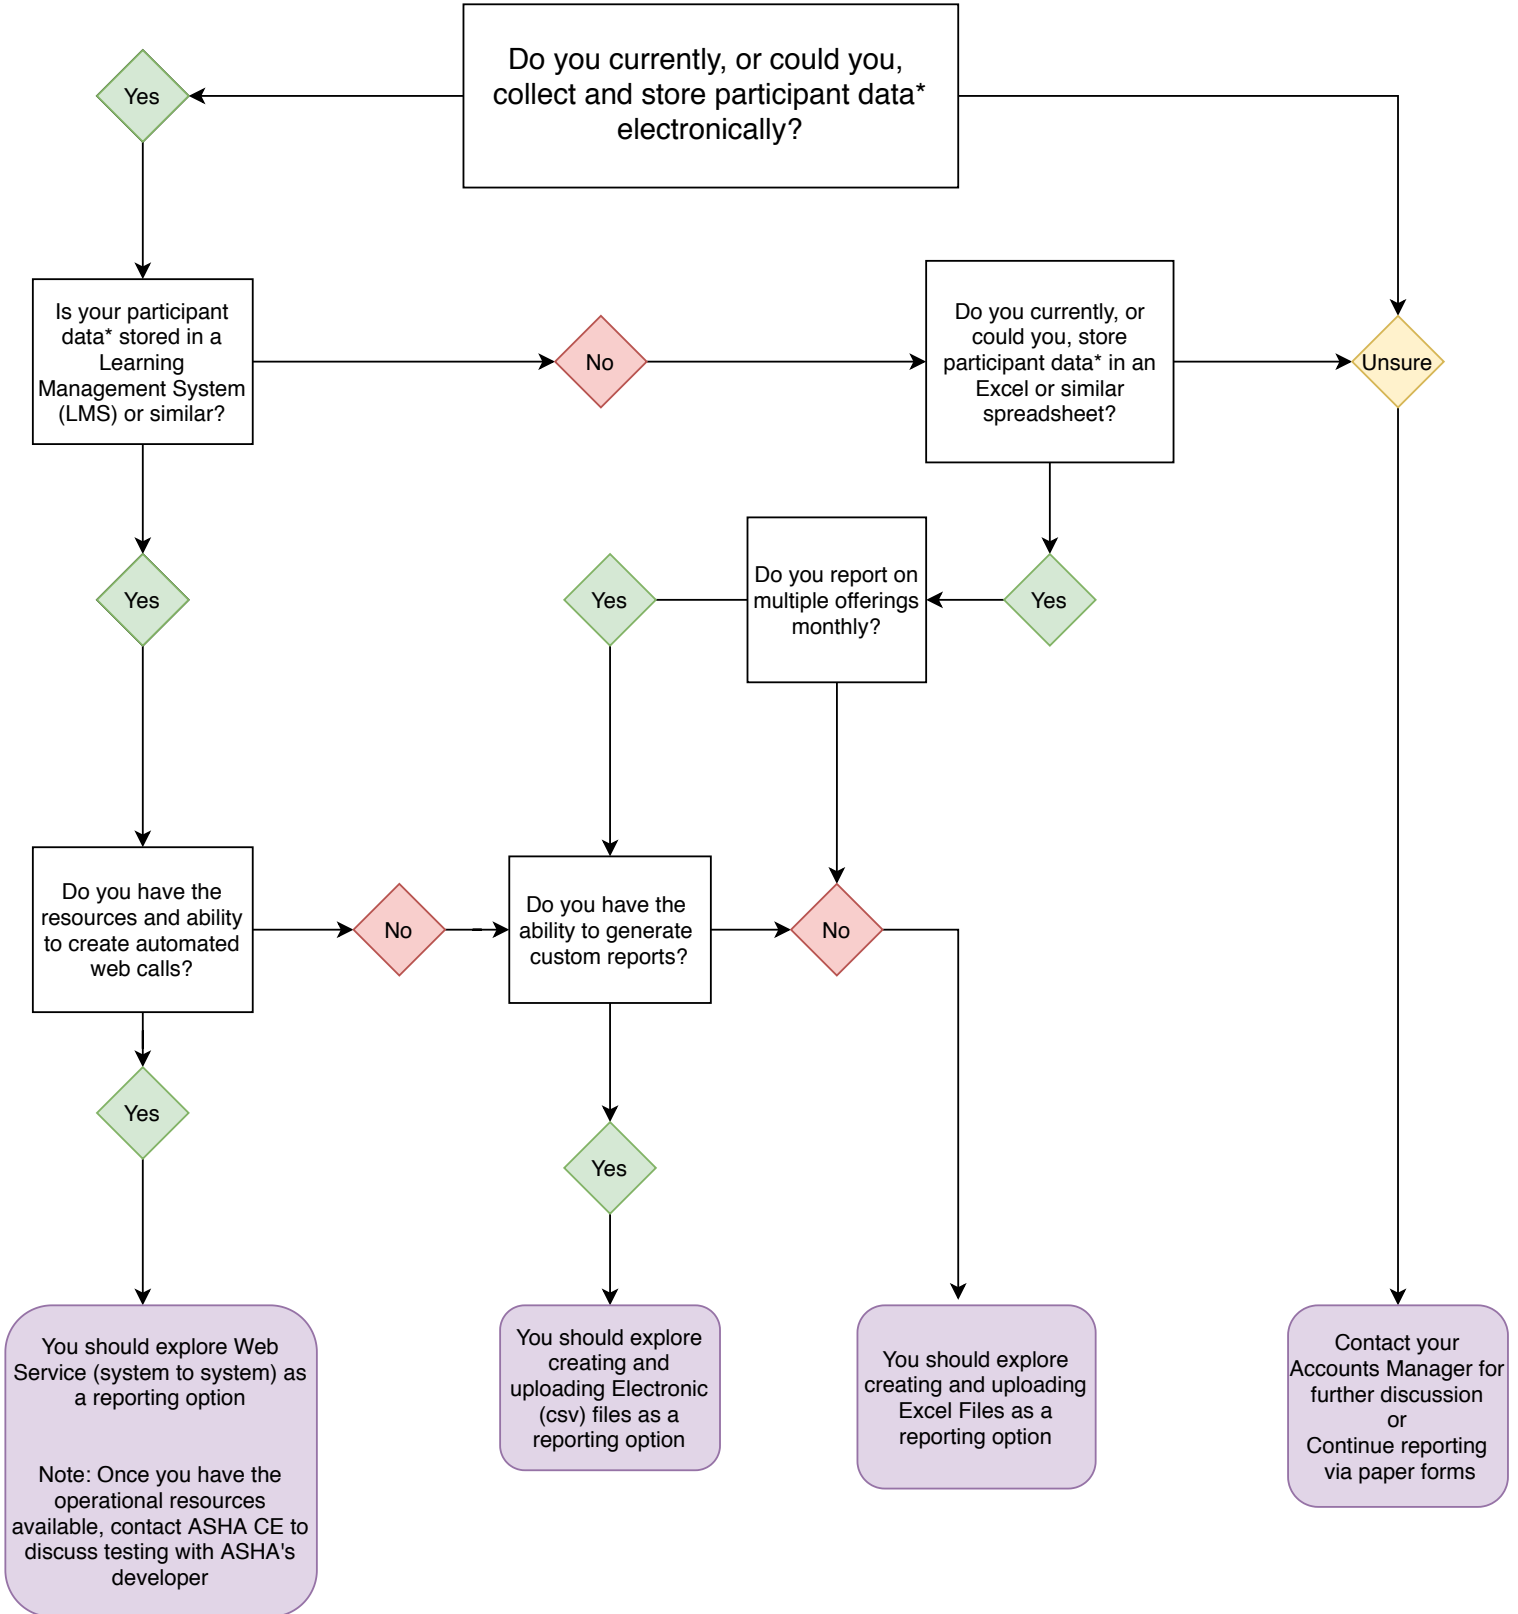 Do you currently, or could you,
collect and store participant data*
electronically?
Yes
Is your participant
data* stored in a
Learning
Management System
(LMS) or similar?
No
Do you currently, or
could you, store
participant data* in an
Excel or similar
spreadsheet?
Unsure
Yes
Yes
Do you report on
multiple offerings
monthly?
Yes
Do you have the
resources and ability
to create automated
web calls?
No
Do you have the
ability to generate
custom reports?
No
Yes
Yes
You should explore Web
Service (system to system) as
a reporting option
Note: Once you have the
operational resources
available, contact ASHA CE to
discuss testing with ASHA's
developer
You should explore
creating and
uploading Electronic
(csv) files as a
reporting option
You should explore
creating and uploading
Excel Files as a
reporting option
Contact your
Accounts Manager for
further discussion
or
Continue reporting
via paper forms